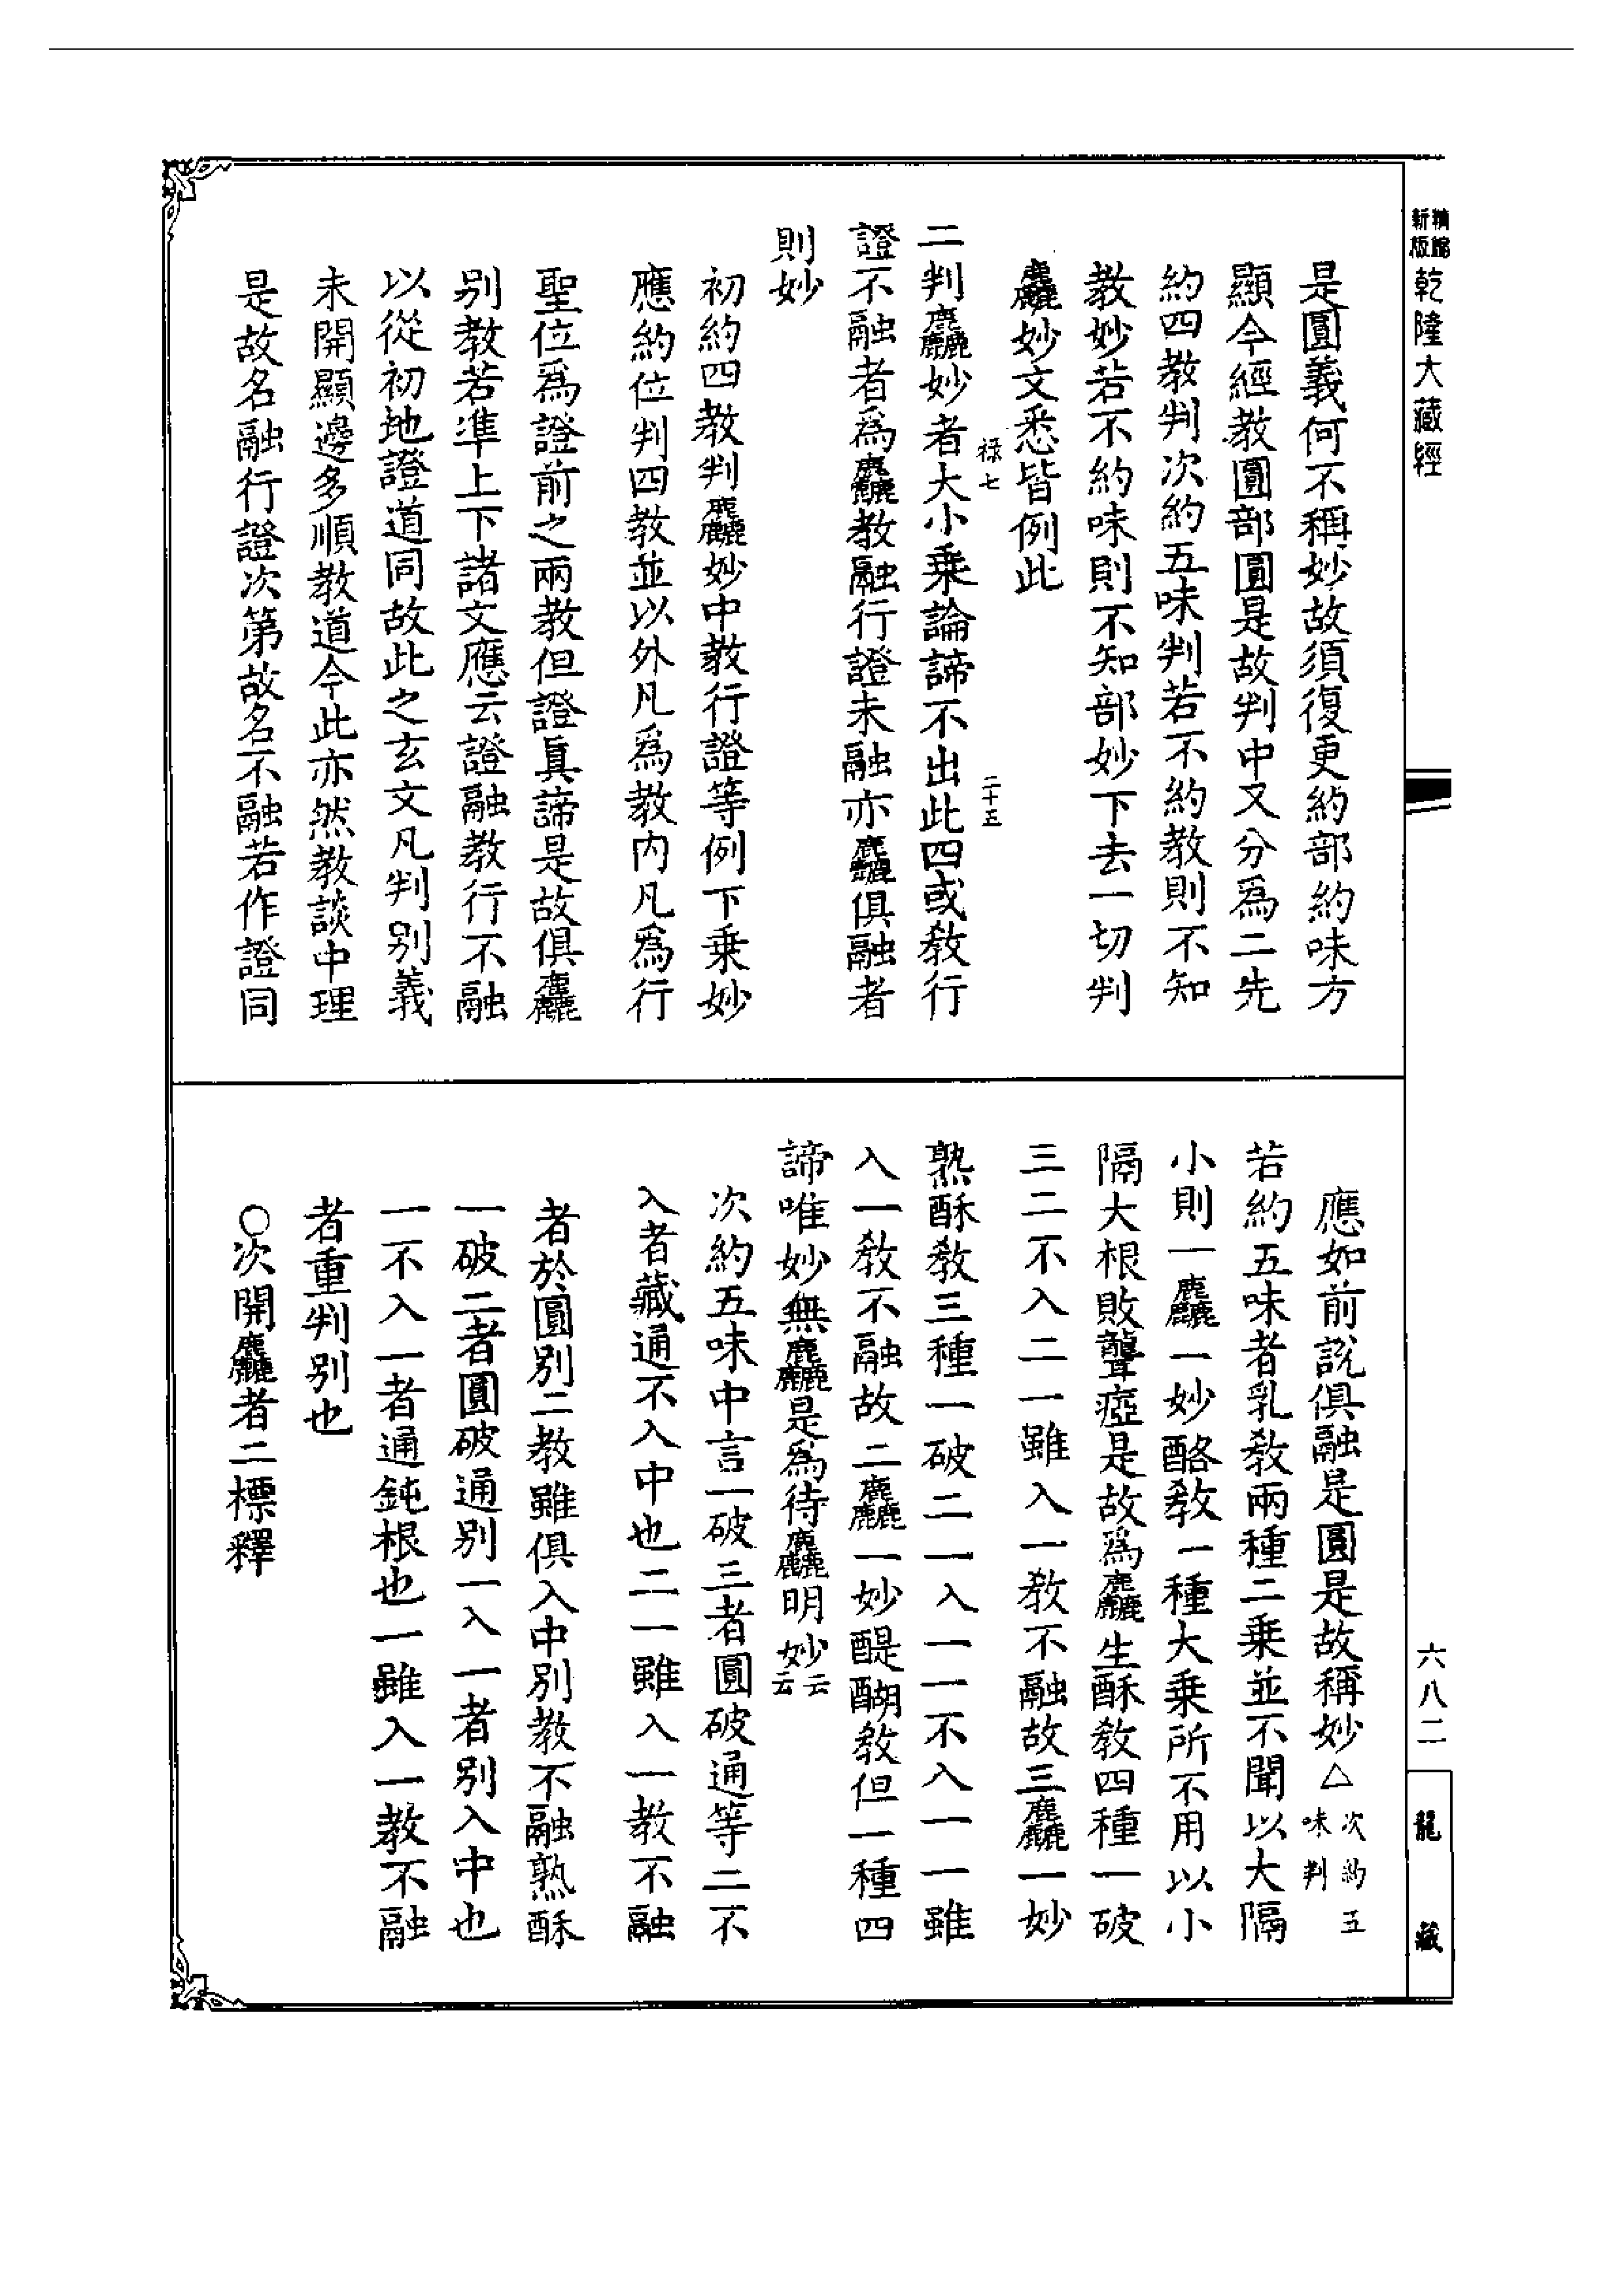 新版精縮
乾隆大藏經
是圓義何不稱妙故須復更約部約味方
顯今經教圓部圓是故判中又分為二先
約四教判次約五味判若不約教則不知
教妙若不約味則不知部妙下去一切判
麤妙文悉皆例此
祿七　二十五
二判麤妙者大小乘論諦不出此四或教行
證不融者為麤教融行證未融亦麤俱融者
則妙
初約四教判麤妙中教行證等例下乘妙
應約位判四教並以外凡為教內凡為行
聖位為證前之兩教但證真諦是故俱麤
別教若準上下諸文應云證融教行不融
以從初地證道同故此之玄文凡判別義
未開顯邊多順教道今此亦然教談中理
是故名融行證次第故名不融若作證同
應如前說俱融是圓是故稱妙△次約五味判
若約五味者乳教兩種二乘並不聞以大隔
小則一麤一妙酪教一種大乘所不用以小
隔大根敗聾瘂是故為麤生酥教四種一破
三二不入二一雖入一教不融故三麤一妙
熟酥教三種一破二一入一一不入一一雖
入一教不融故二麤一妙醍醐教但一種四
諦唯妙無麤是為待麤明妙云云
次約五味中言一破三者圓破通等二不
入者藏通不入中也二一雖入一教不融
者於圓別二教雖俱入中別教不融熟酥
一破二者圓破通別一入一者別入中也
一不入一者通鈍根也一雖入一教不融
者重判別也
○次開麤者二標釋
六八二
龍藏